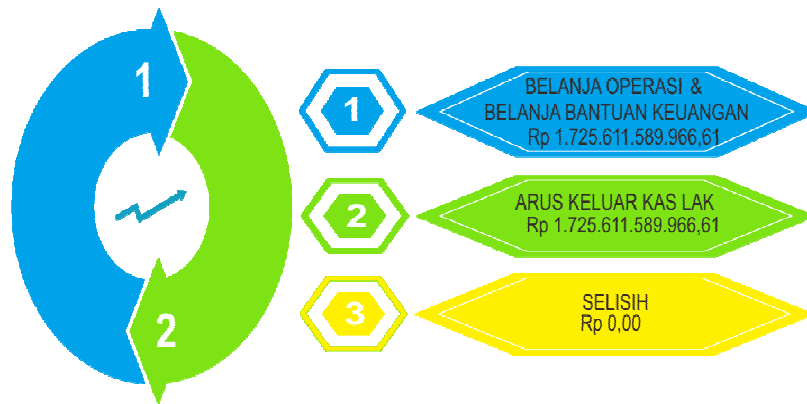 1
2
1
BELANJA OPERASI &
BELANJA BANTUAN KEUANGAN
Rp 1.725.611.589.966,61
2
ARUS KELUAR KAS LAK
Rp 1.725.611.589.966,61
3
SELISIH
Rp 0,00